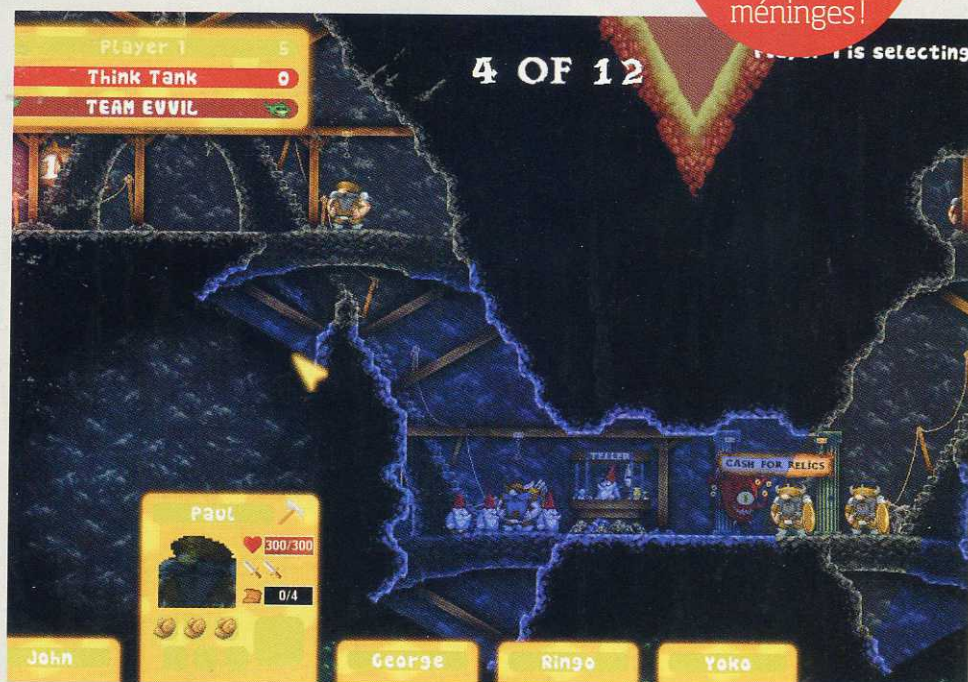 méninges!
Player 1 5
Think Tank 0
TEAM EVVIL
4 OF 12
is selecting
1
TELLER
CASH FOR RELICS
Paul
300/300
0/4
John
George
Ringo
Yoko